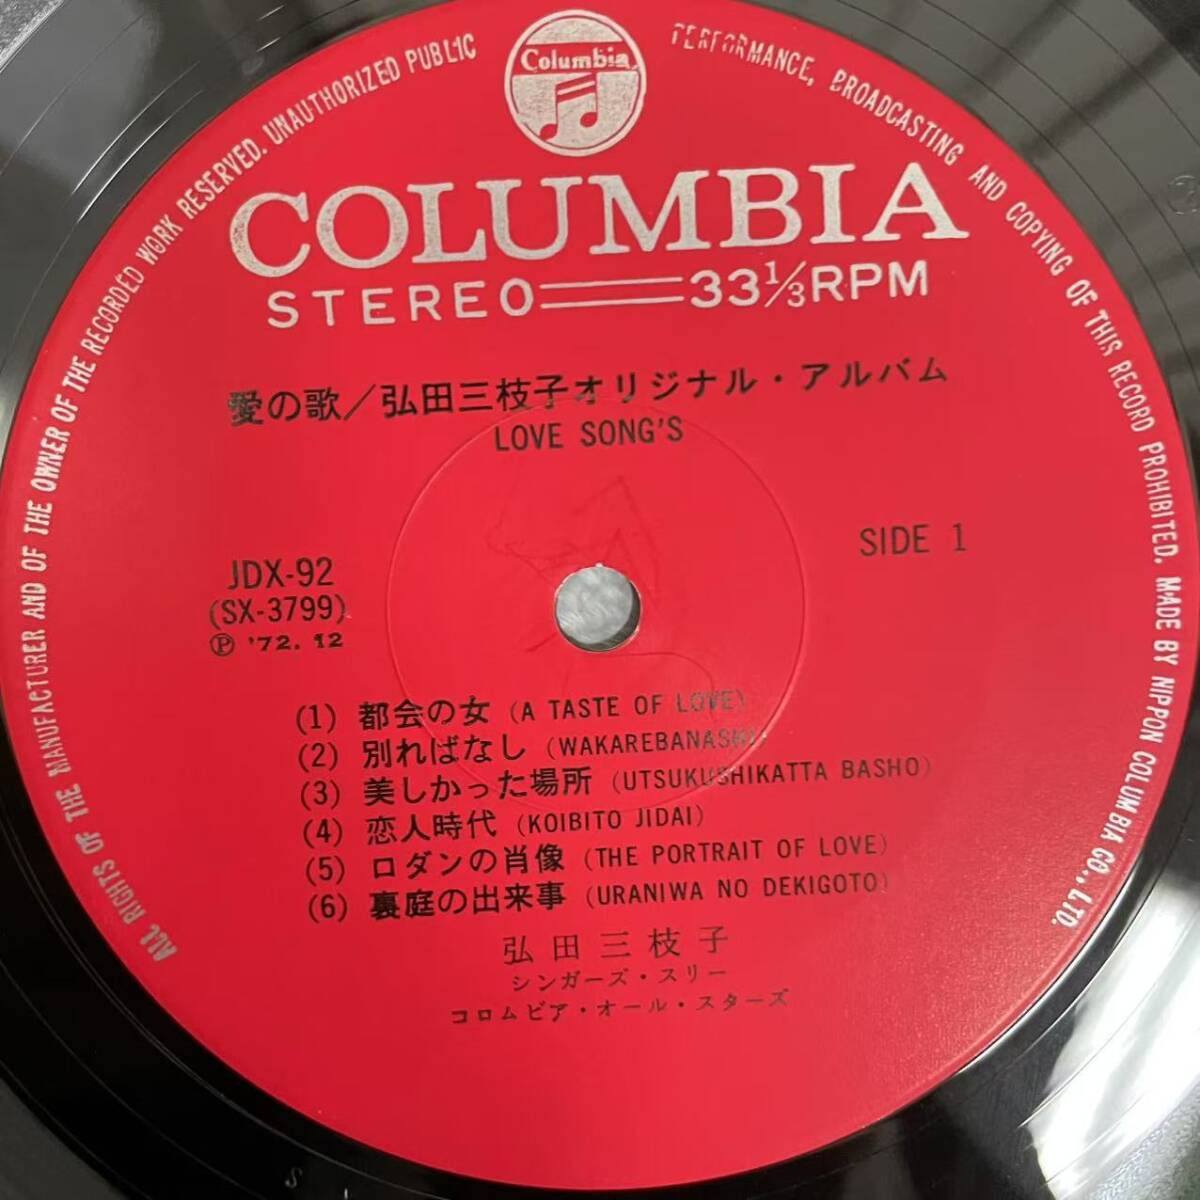 Columbia
ALL RIGHTS OF THE MANUFACTURER AND OF THE OWNER OF THE RECORDED WORK RESERVED. UNAUTHORIZED PUBLIC PERFORMANCE, BROADCASTING AND COPYING OF THIS RECORD PROHIBITED. MADE BY NIPPON COLUMBIA CO., LTD.
COLUMBIA
STEREO 33⅓RPM
愛の歌/弘田三枝子オリジナル・アルバム
LOVE SONG'S
SIDE 1
JDX-92
(SX-3799)
Ⓟ '72. 12
(1) 都会の女 (A TASTE OF LOVE)
(2) 別ればなし (WAKAREBANASHI)
(3) 美しかった場所 (UTSUKUSHIKATTA BASHO)
(4) 恋人時代 (KOIBITO JIDAI)
(5) ロダンの肖像 (THE PORTRAIT OF LOVE)
(6) 裏庭の出来事 (URANIWA NO DEKIGOTO)
弘田三枝子
シンガーズ・スリー
コロムビア・オール・スターズ